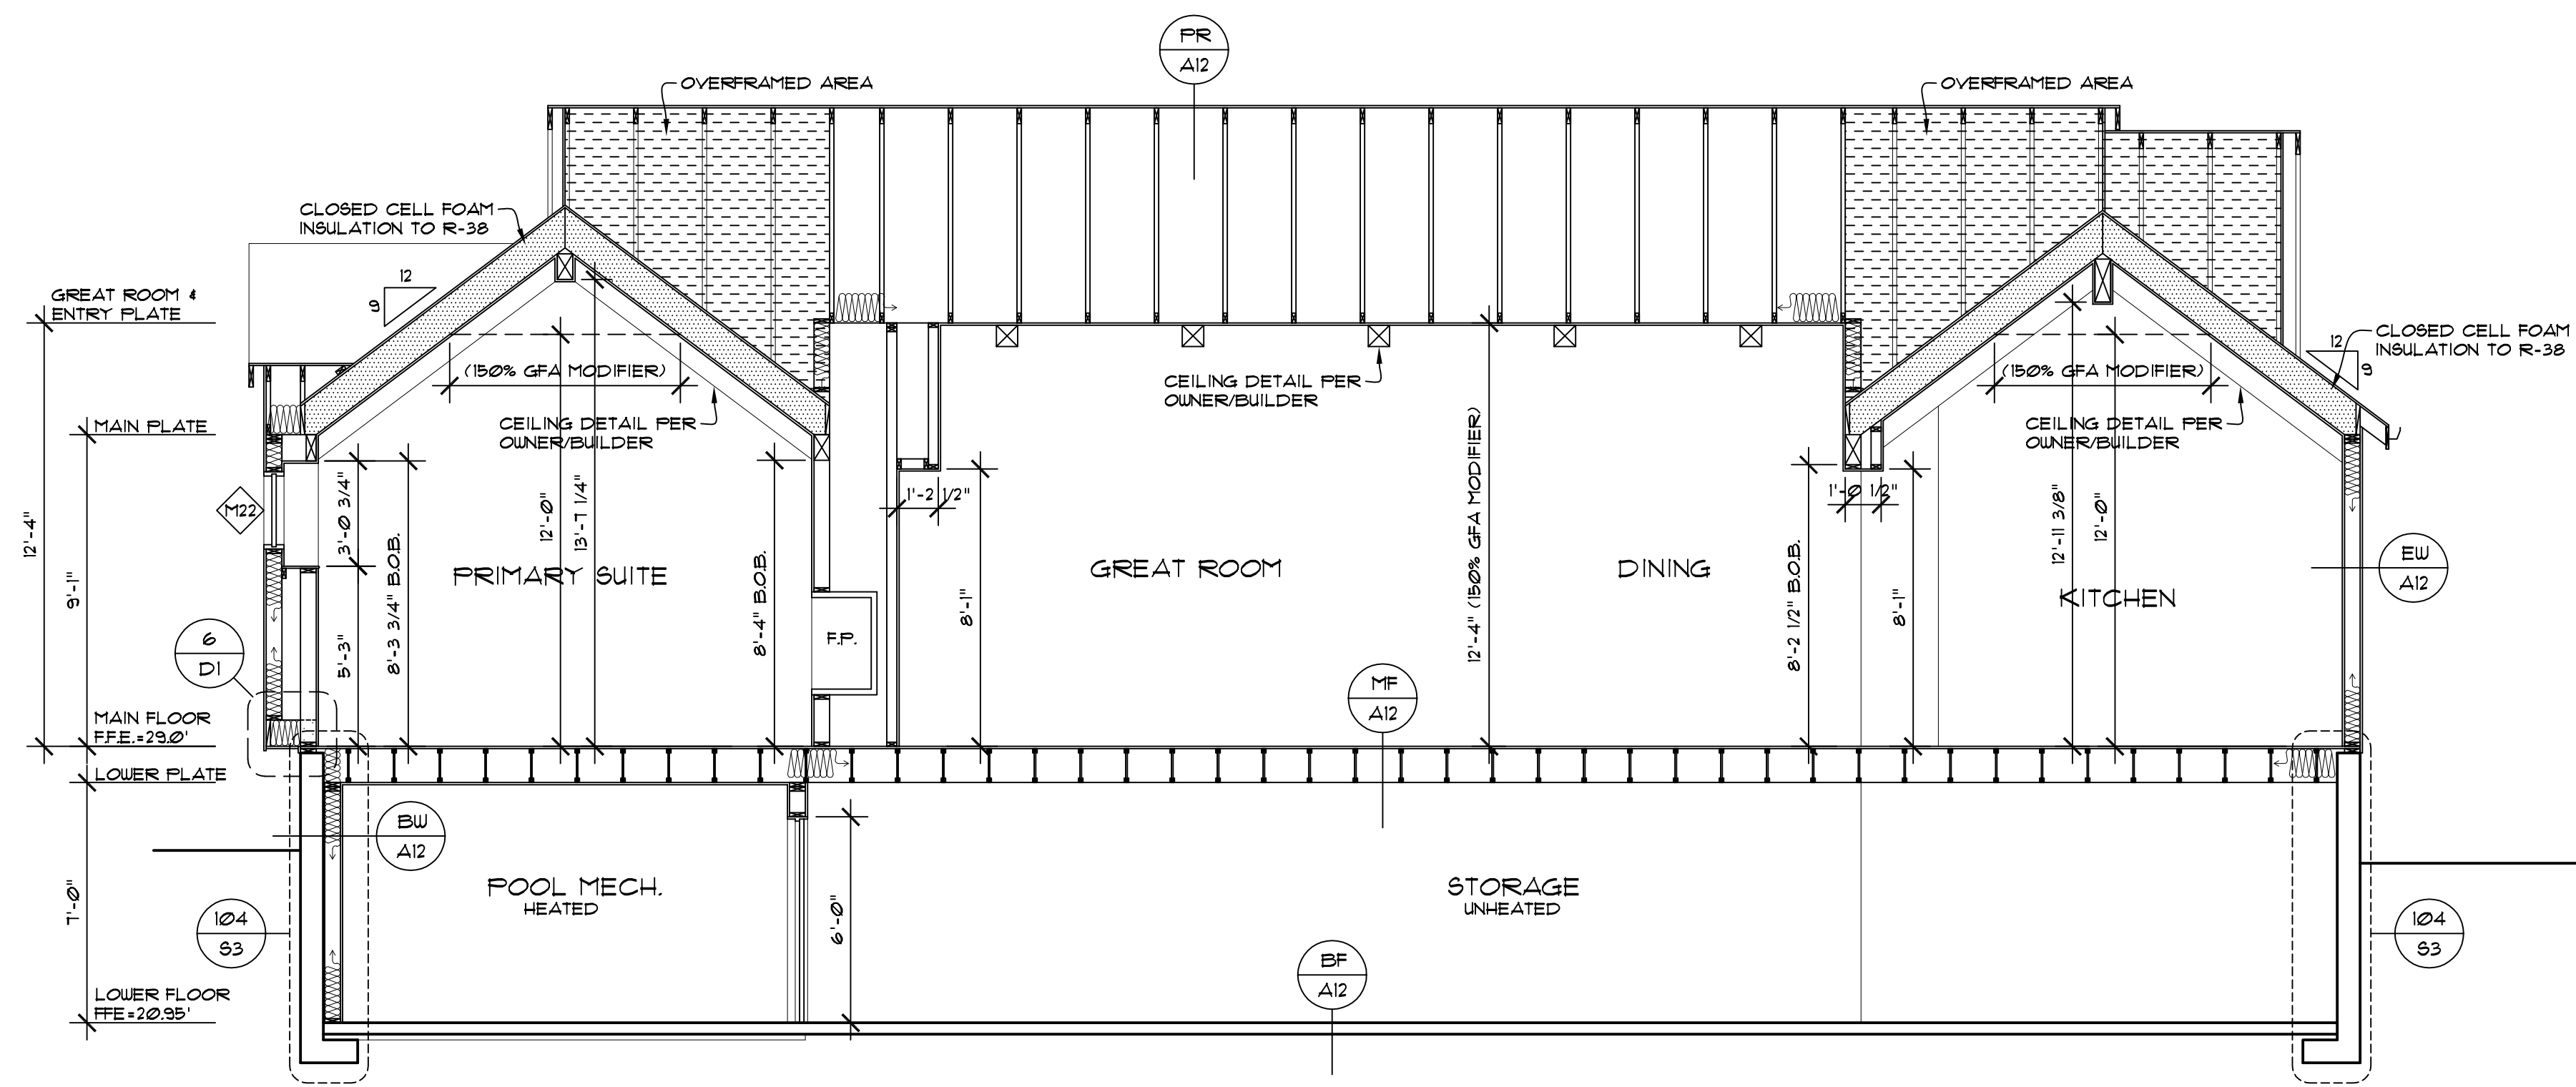 PR
A12
OVERFRAMED AREA
OVERFRAMED AREA
CLOSED CELL FOAM
INSULATION TO R-38
12
9
GREAT ROOM &
ENTRY PLATE
CLOSED CELL FOAM
INSULATION TO R-38
12
9
(150% GFA MODIFIER)
(150% GFA MODIFIER)
CEILING DETAIL PER
OWNER/BUILDER
CEILING DETAIL PER
OWNER/BUILDER
CEILING DETAIL PER
OWNER/BUILDER
MAIN PLATE
12'-4"
9'-1"
M22
3'-0 3/4"
5'-3"
8'-3 3/4" B.O.B.
12'-0"
13'-7 1/4"
8'-4" B.O.B.
1'-2 1/2"
8'-1"
12'-4" (150% GFA MODIFIER)
8'-2 1/2" B.O.B.
1'-0 1/2"
8'-1"
12'-11 3/8"
12'-0"
PRIMARY SUITE
GREAT ROOM
DINING
KITCHEN
EW
A12
F.P.
6
D1
MF
A12
MAIN FLOOR
F.F.E.=29.0'
LOWER PLATE
BW
A12
7'-0"
POOL MECH.
HEATED
6'-0"
STORAGE
UNHEATED
104
S3
104
S3
BF
A12
LOWER FLOOR
FFE=20.95'